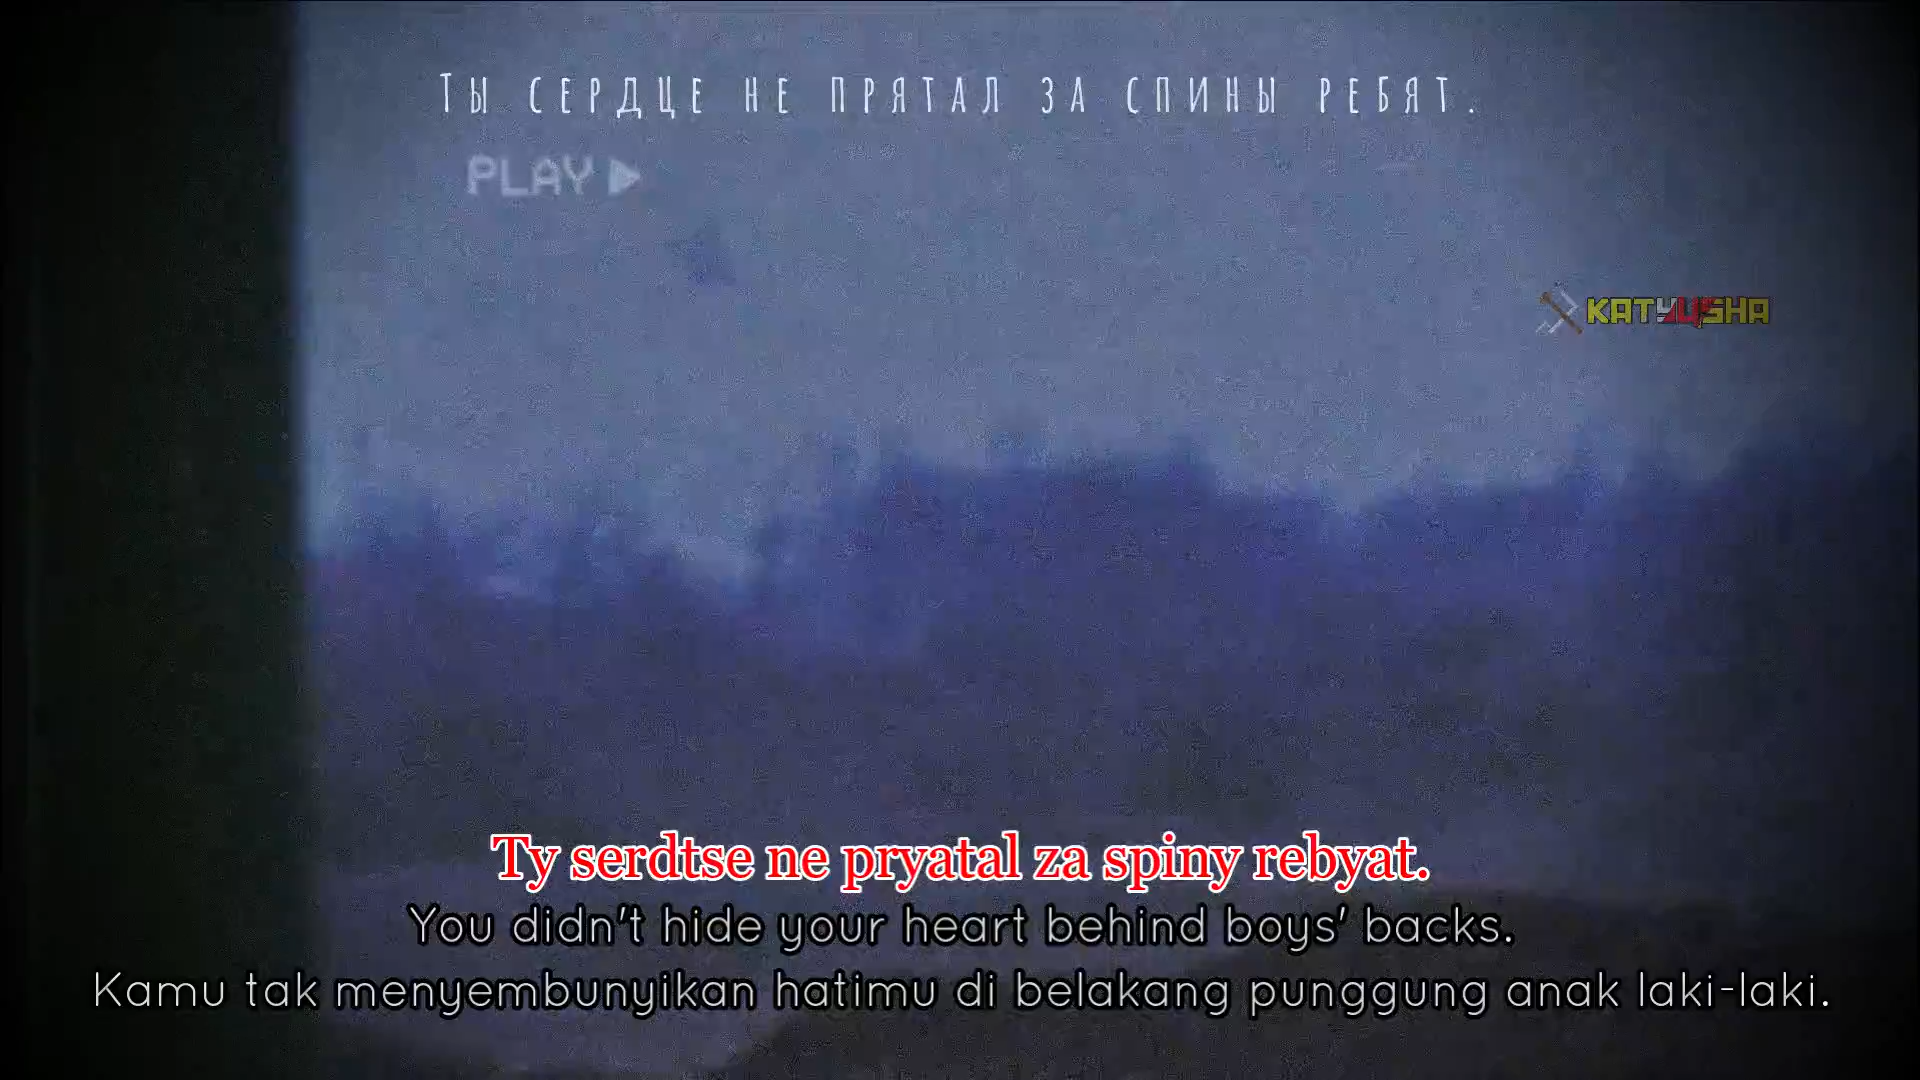 Ты сердце не прятал за спины ребят.
PLAY
KATYUSHA
Ty serdtse ne pryatal za spiny rebyat.
You didn't hide your heart behind boys' backs.
Kamu tak menyembunyikan hatimu di belakang punggung anak laki-laki.